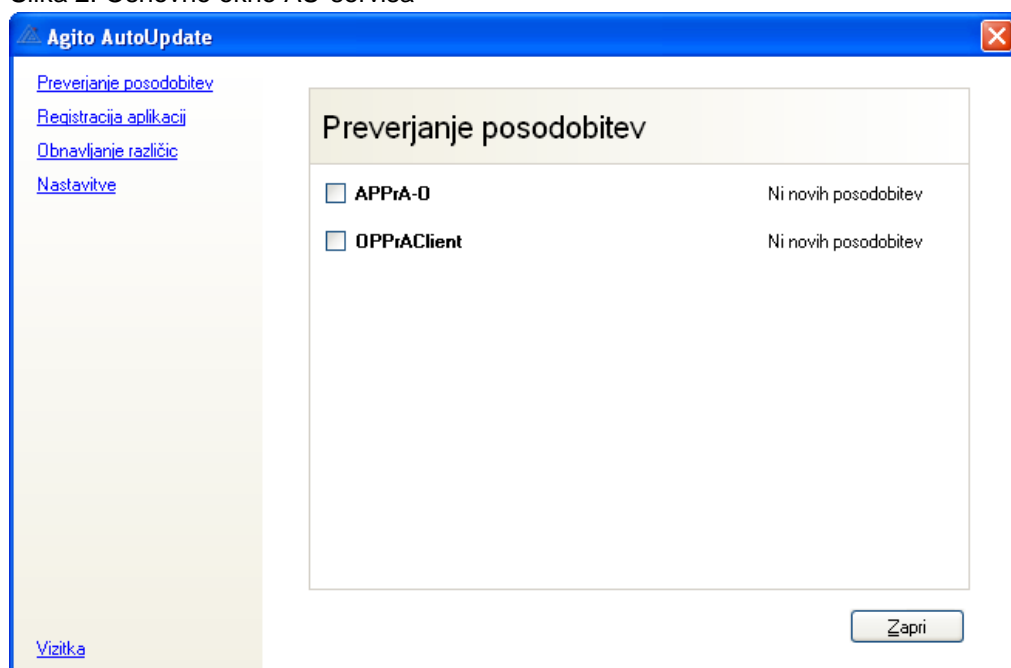 Slika 2: Osnovno okno AU-servisa
Agito AutoUpdate
Preverjanje posodobitev
Registracija aplikacij
Obnavljanje različic
Nastavitve
Preverjanje posodobitev
APPrA-O Ni novih posodobitev
OPPrAClient Ni novih posodobitev
Zapri
Vizitka